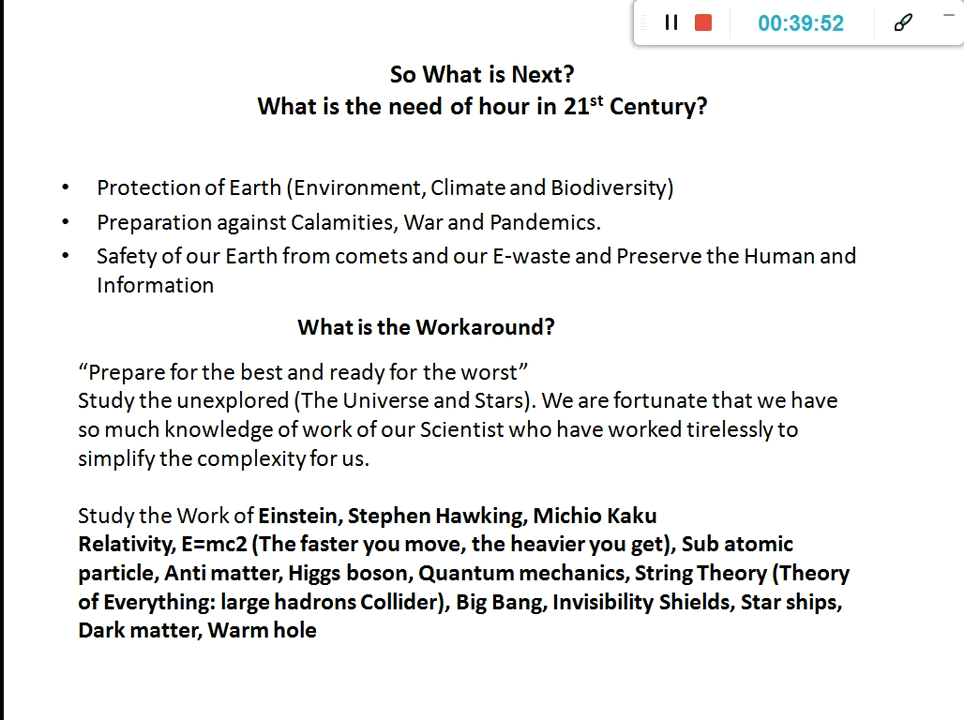 00:39:52
So What is Next?
What is the need of hour in 21st Century?
• Protection of Earth (Environment, Climate and Biodiversity)
• Preparation against Calamities, War and Pandemics.
• Safety of our Earth from comets and our E-waste and Preserve the Human and
Information
What is the Workaround?
“Prepare for the best and ready for the worst”
Study the unexplored (The Universe and Stars). We are fortunate that we have
so much knowledge of work of our Scientist who have worked tirelessly to
simplify the complexity for us.
Study the Work of Einstein, Stephen Hawking, Michio Kaku
Relativity, E=mc2 (The faster you move, the heavier you get), Sub atomic
particle, Anti matter, Higgs boson, Quantum mechanics, String Theory (Theory
of Everything: large hadrons Collider), Big Bang, Invisibility Shields, Star ships,
Dark matter, Warm hole